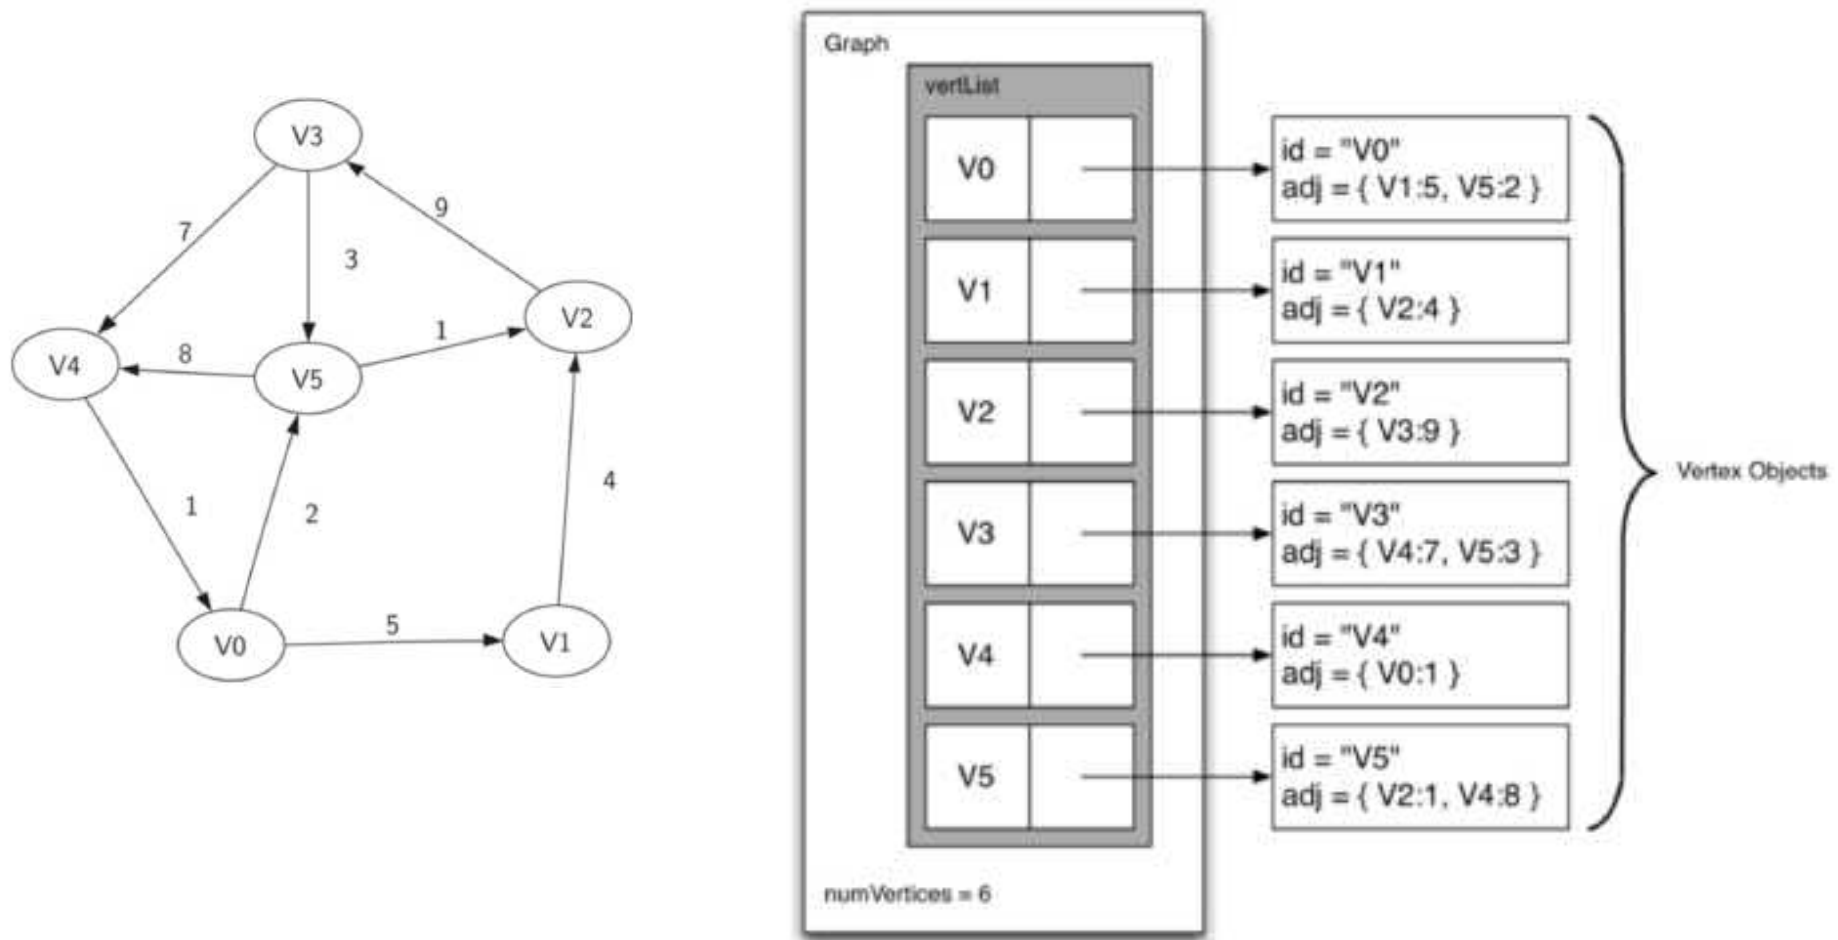 V3
7
9
3
V2
1
8
V4
V5
1
2
4
5
V0
V1
Graph
vertList
V0
id = "V0"
adj = { V1:5, V5:2 }
V1
id = "V1"
adj = { V2:4 }
V2
id = "V2"
adj = { V3:9 }
V3
id = "V3"
adj = { V4:7, V5:3 }
V4
id = "V4"
adj = { V0:1 }
V5
id = "V5"
adj = { V2:1, V4:8 }
Vertex Objects
numVertices = 6